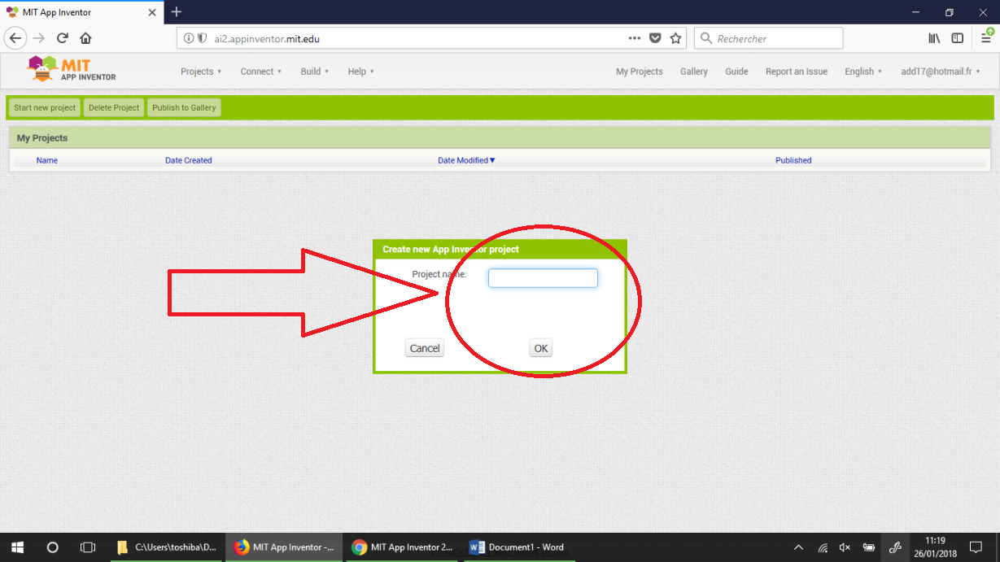 MIT App Inventor
ai2.appinventor.mit.edu
Rechercher
MIT
APP INVENTOR
Projects Connect Build Help My Projects Gallery Guide Report an Issue English add17@hotmail.fr
Start new project Delete Project Publish to Gallery
My Projects
Name Date Created Date Modified Published
Create new App Inventor project
Project name:
Cancel OK
C:\Users\toshiba\D... MIT App Inventor -... MIT App Inventor 2... Document1 - Word
11:19
26/01/2018